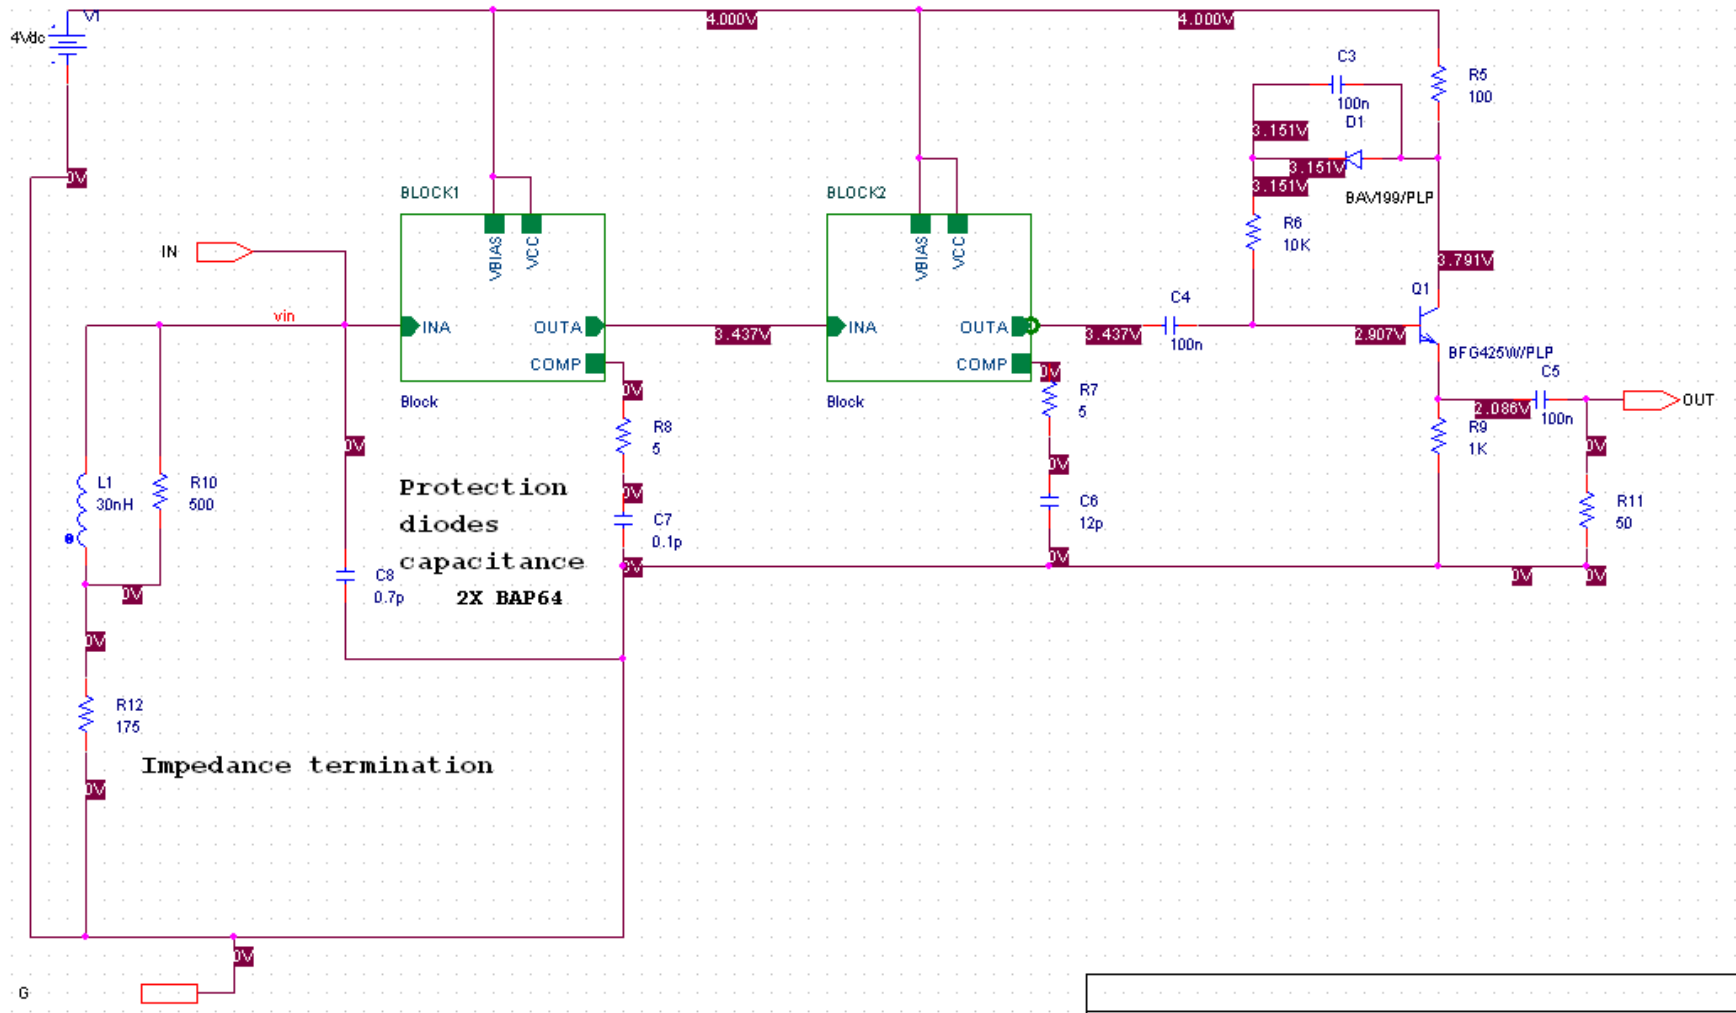 V1
4.000V
4.000V
4Vdc
C3
100n
R5
100
D1
3.151V
3.151V
3.151V
BAV199/PLP
0V
BLOCK1
BLOCK2
VBIAS
VCC
VBIAS
VCC
R6
10K
IN
3.791V
Q1
C4
vin
INA
OUTA
3.437V
INA
OUTA
3.437V
100n
2.907V
COMP
COMP
BFG425W/PLP
Block
0V
Block
0V
R7
5
C5
100n
OUT
2.086V
R8
5
R9
1K
0V
0V
L1
30nH
R10
500
Protection
diodes
capacitance
2X BAP64
0V
0V
C7
0.1p
C6
12p
R11
50
0V
0V
0V
0V
C8
0.7p
0V
0V
R12
175
Impedance termination
0V
0V
G